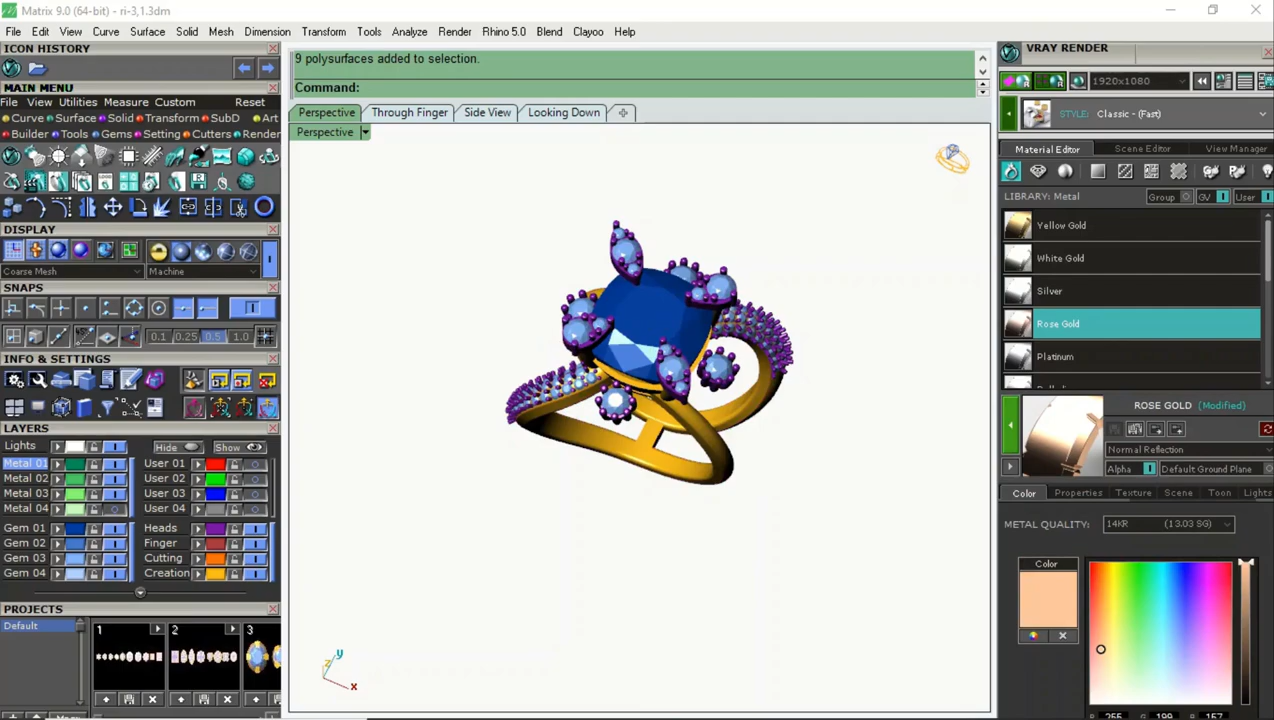 Matrix 9.0 (64-bit) - ri-3,1.3dm
File Edit View Curve Surface Solid Mesh Dimension Transform Tools Analyze Render Rhino 5.0 Blend Clayoo Help
ICON HISTORY
MAIN MENU
File View Utilities Measure Custom Reset
Curve Surface Solid Transform SubD Art
Builder Tools Gems Setting Cutters Render
DISPLAY
Coarse Mesh Machine
SNAPS
0.1 0.25 0.5 1.0
INFO & SETTINGS
LAYERS
Lights Hide Show
Metal 01 User 01
Metal 02 User 02
Metal 03 User 03
Metal 04 User 04
Gem 01 Heads
Gem 02 Finger
Gem 03 Cutting
Gem 04 Creation
PROJECTS
Default
1 2 3
9 polysurfaces added to selection.
Command:
Perspective Through Finger Side View Looking Down
Perspective
z y x
VRAY RENDER
1920x1080
STYLE: Classic - (Fast)
Material Editor Scene Editor View Manager
LIBRARY: Metal Group GV User
Yellow Gold
White Gold
Silver
Rose Gold
Platinum
ROSE GOLD (Modified)
Normal Reflection
Alpha Default Ground Plane
Color Properties Texture Scene Toon Lights
METAL QUALITY: 14KR (13.03 SG)
Color
R 255 G 199 B 157